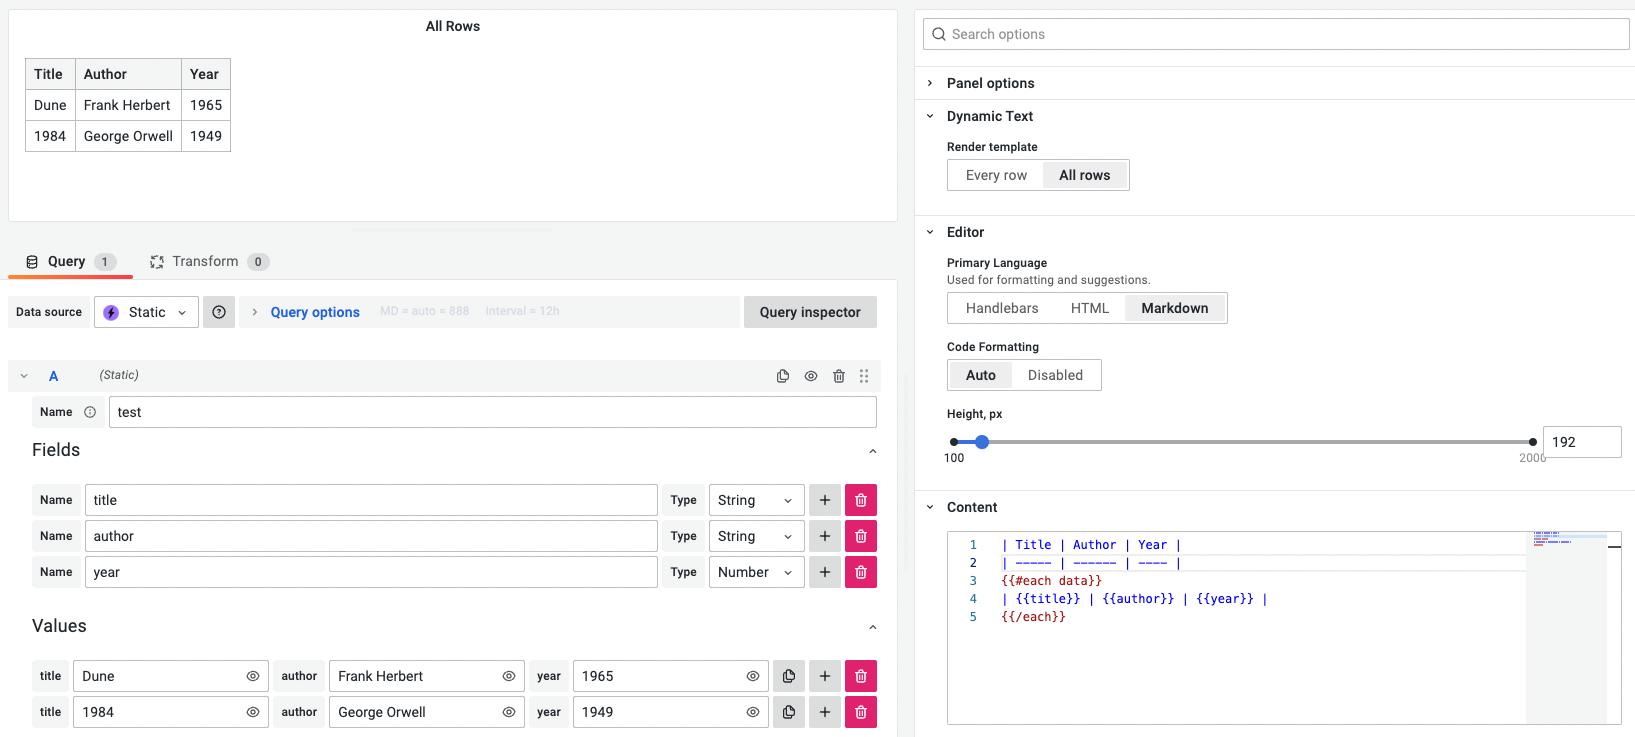 All Rows
Title Author Year
Dune Frank Herbert 1965
1984 George Orwell 1949
Query 1 Transform 0
Data source Static Query options MD = auto = 888 Interval = 12h Query inspector
A (Static)
Name test
Fields
Name title Type String
Name author Type String
Name year Type Number
Values
title Dune author Frank Herbert year 1965
title 1984 author George Orwell year 1949
Search options
Panel options
Dynamic Text
Render template
Every row All rows
Editor
Primary Language
Used for formatting and suggestions.
Handlebars HTML Markdown
Code Formatting
Auto Disabled
Height, px
192
100 2000
Content
1 | Title | Author | Year |
2 | ----- | ------ | ---- |
3 {{#each data}}
4 | {{title}} | {{author}} | {{year}} |
5 {{/each}}